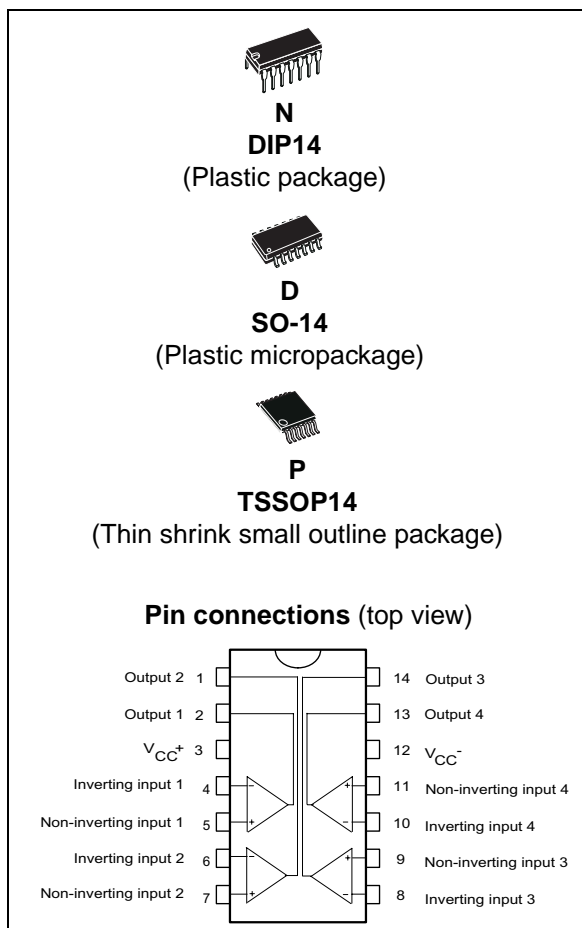 N
DIP14
(Plastic package)
D
SO-14
(Plastic micropackage)
P
TSSOP14
(Thin shrink small outline package)
Pin connections (top view)
Output 2 1 14 Output 3
Output 1 2 13 Output 4
VCC+ 3 12 VCC-
Inverting input 1 4 - + 11 Non-inverting input 4
Non-inverting input 1 5 + - 10 Inverting input 4
Inverting input 2 6 - + 9 Non-inverting input 3
Non-inverting input 2 7 + - 8 Inverting input 3